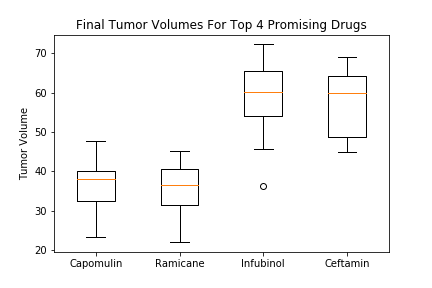 Final Tumor Volumes For Top 4 Promising Drugs
70
60
50
40
30
20
Tumor Volume
Capomulin Ramicane Infubinol Ceftamin